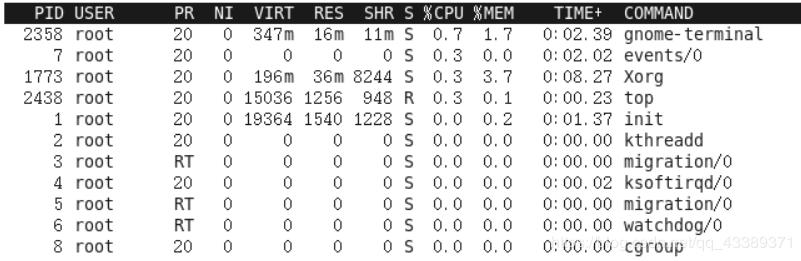 PID USER PR NI VIRT RES SHR S %CPU %MEM TIME+ COMMAND
2358 root 20 0 347m 16m 11m S 0.7 1.7 0:02.39 gnome-terminal
7 root 20 0 0 0 0 S 0.3 0.0 0:02.02 events/0
1773 root 20 0 196m 36m 8244 S 0.3 3.7 0:08.27 Xorg
2438 root 20 0 15036 1256 948 R 0.3 0.1 0:00.23 top
1 root 20 0 19364 1540 1228 S 0.0 0.2 0:01.37 init
2 root 20 0 0 0 0 S 0.0 0.0 0:00.00 kthreadd
3 root RT 0 0 0 0 S 0.0 0.0 0:00.00 migration/0
4 root 20 0 0 0 0 S 0.0 0.0 0:00.02 ksoftirqd/0
5 root RT 0 0 0 0 S 0.0 0.0 0:00.00 migration/0
6 root RT 0 0 0 0 S 0.0 0.0 0:00.00 watchdog/0
8 root 20 0 0 0 0 S 0.0 0.0 0:00.00 cgroup